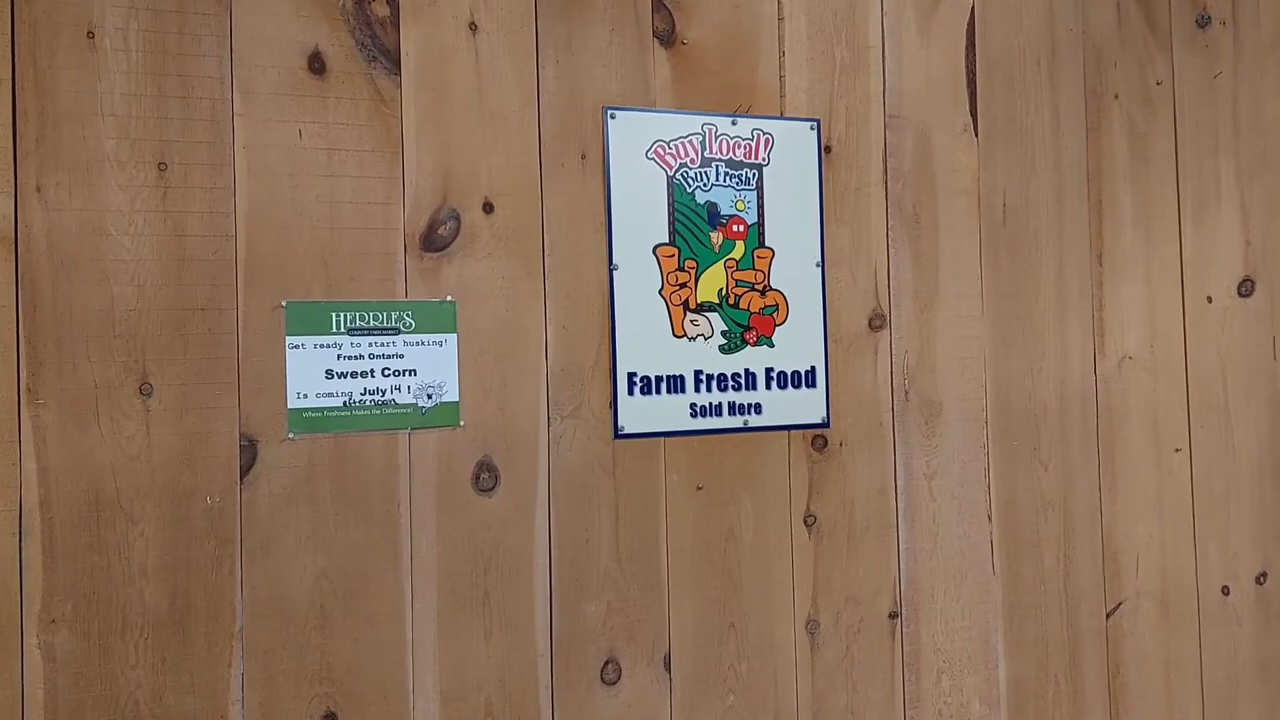 HERRLE'S
COUNTRY FARM MARKET
Get ready to start husking!
Fresh Ontario
Sweet Corn
Is coming July 14 !
afternoon
Where Freshness Makes the Difference!
Buy Local!
Buy Fresh!
Farm Fresh Food
Sold Here